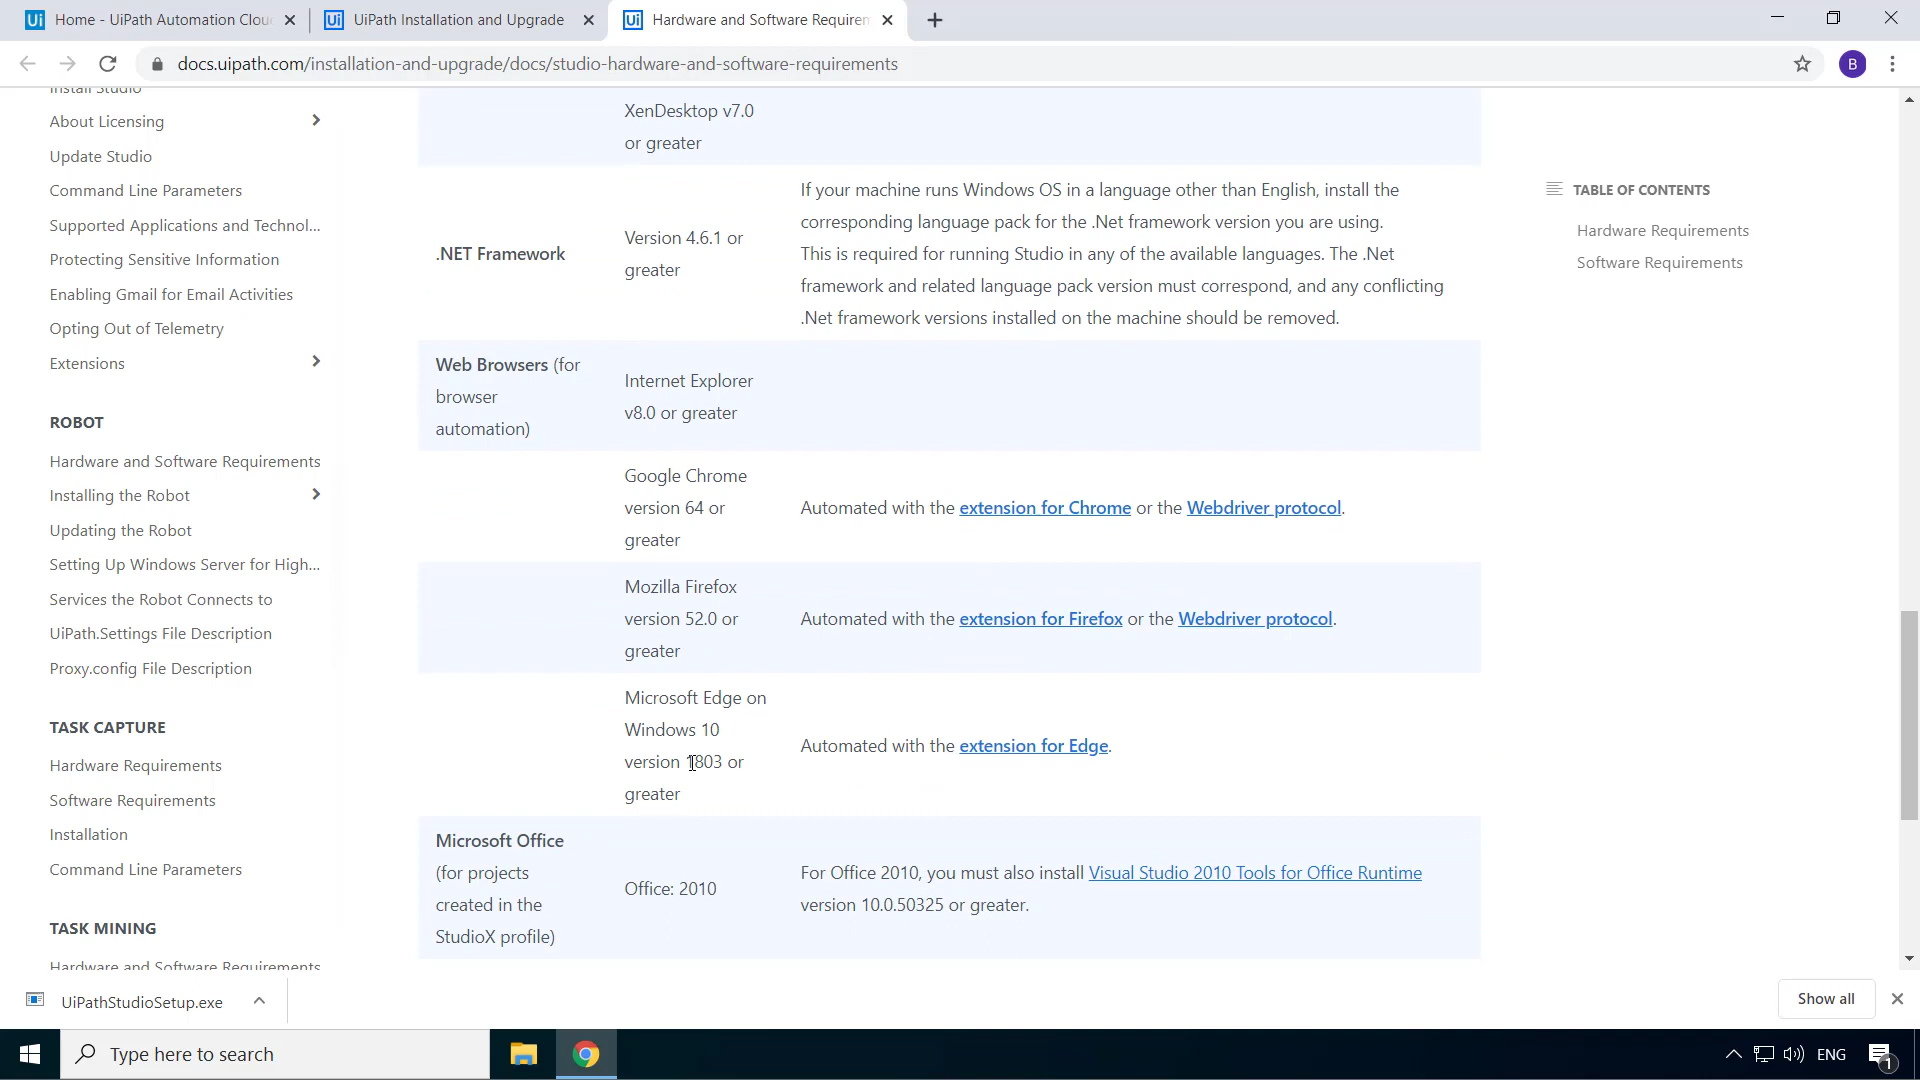 Home - UiPath Automation Clou
UiPath Installation and Upgrade
Hardware and Software Requirem
docs.uipath.com/installation-and-upgrade/docs/studio-hardware-and-software-requirements
B
Install Studio
About Licensing
Update Studio
Command Line Parameters
Supported Applications and Technol...
Protecting Sensitive Information
Enabling Gmail for Email Activities
Opting Out of Telemetry
Extensions
ROBOT
Hardware and Software Requirements
Installing the Robot
Updating the Robot
Setting Up Windows Server for High...
Services the Robot Connects to
UiPath.Settings File Description
Proxy.config File Description
TASK CAPTURE
Hardware Requirements
Software Requirements
Installation
Command Line Parameters
TASK MINING
Hardware and Software Requirements
XenDesktop v7.0
or greater
.NET Framework
Version 4.6.1 or
greater
If your machine runs Windows OS in a language other than English, install the
corresponding language pack for the .Net framework version you are using.
This is required for running Studio in any of the available languages. The .Net
framework and related language pack version must correspond, and any conflicting
.Net framework versions installed on the machine should be removed.
Web Browsers (for
browser
automation)
Internet Explorer
v8.0 or greater
Google Chrome
version 64 or
greater
Automated with the extension for Chrome or the Webdriver protocol.
Mozilla Firefox
version 52.0 or
greater
Automated with the extension for Firefox or the Webdriver protocol.
Microsoft Edge on
Windows 10
version 1803 or
greater
Automated with the extension for Edge.
Microsoft Office
(for projects
created in the
StudioX profile)
Office: 2010
For Office 2010, you must also install Visual Studio 2010 Tools for Office Runtime
version 10.0.50325 or greater.
TABLE OF CONTENTS
Hardware Requirements
Software Requirements
UiPathStudioSetup.exe
Show all
Type here to search
ENG
1